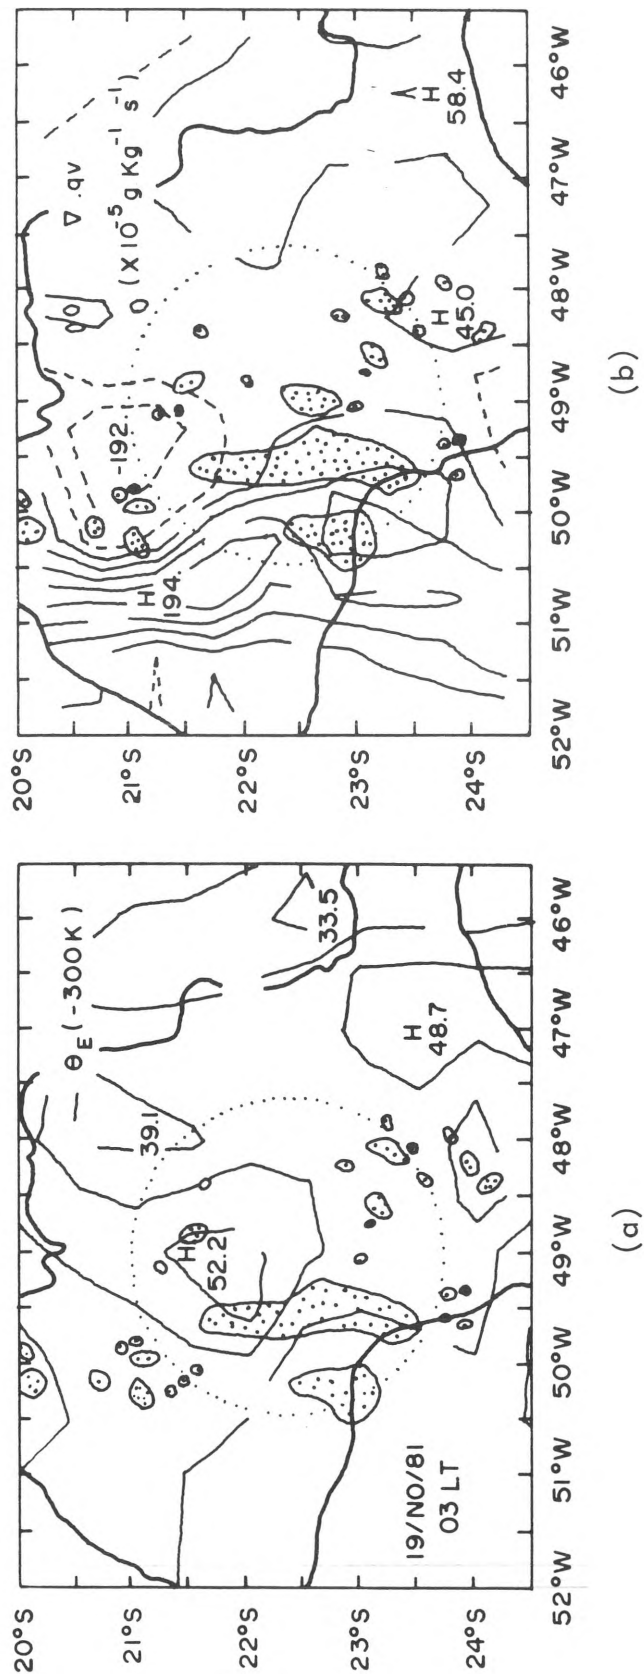 20°S
21°S
22°S
23°S
24°S
θE (-300K)
39.1
H
52.2
33.5
H
48.7
19/NO/81
03 LT
52°W
51°W
50°W
49°W
48°W
47°W
46°W
(a)
20°S
21°S
22°S
23°S
24°S
∇ .qv
(X10⁻⁵ g Kg⁻¹ s⁻¹)
-192.
H
194.
H
45.0
H
58.4
52°W
51°W
50°W
49°W
48°W
47°W
46°W
(b)